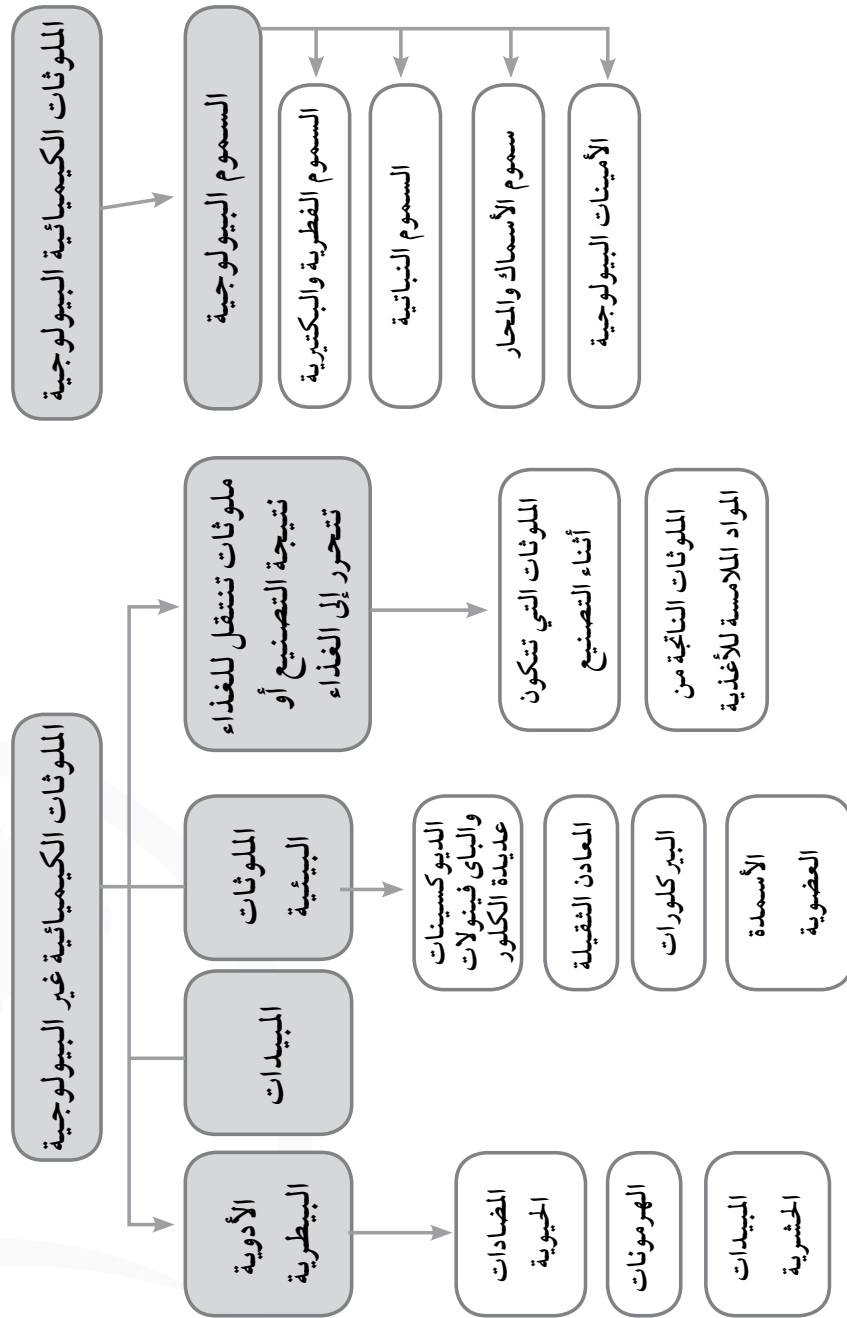 الملوثات الكيميائية البيولوجية
السموم البيولوجية
السموم الفطرية والبكتيرية
السموم النباتية
سموم الأسماك والمحار
الأمينات البيولوجية
الملوثات الكيميائية غير البيولوجية
ملوثات تنتقل للغذاء
نتيجة التصنيع أو
تتحرر إلى الغذاء
الملوثات التي تتكون
أثناء التصنيع
الملوثات الناتجة من
المواد الملامسة للأغذية
الملوثات
البيئية
الديوكسينات
والباى فينولات
عديدة الكلور
المعادن الثقيلة
البيركلورات
الأسمدة
العضوية
المبيدات
الأدوية
البيطرية
المضادات
الحيوية
الهرمونات
المبيدات
الحشرية